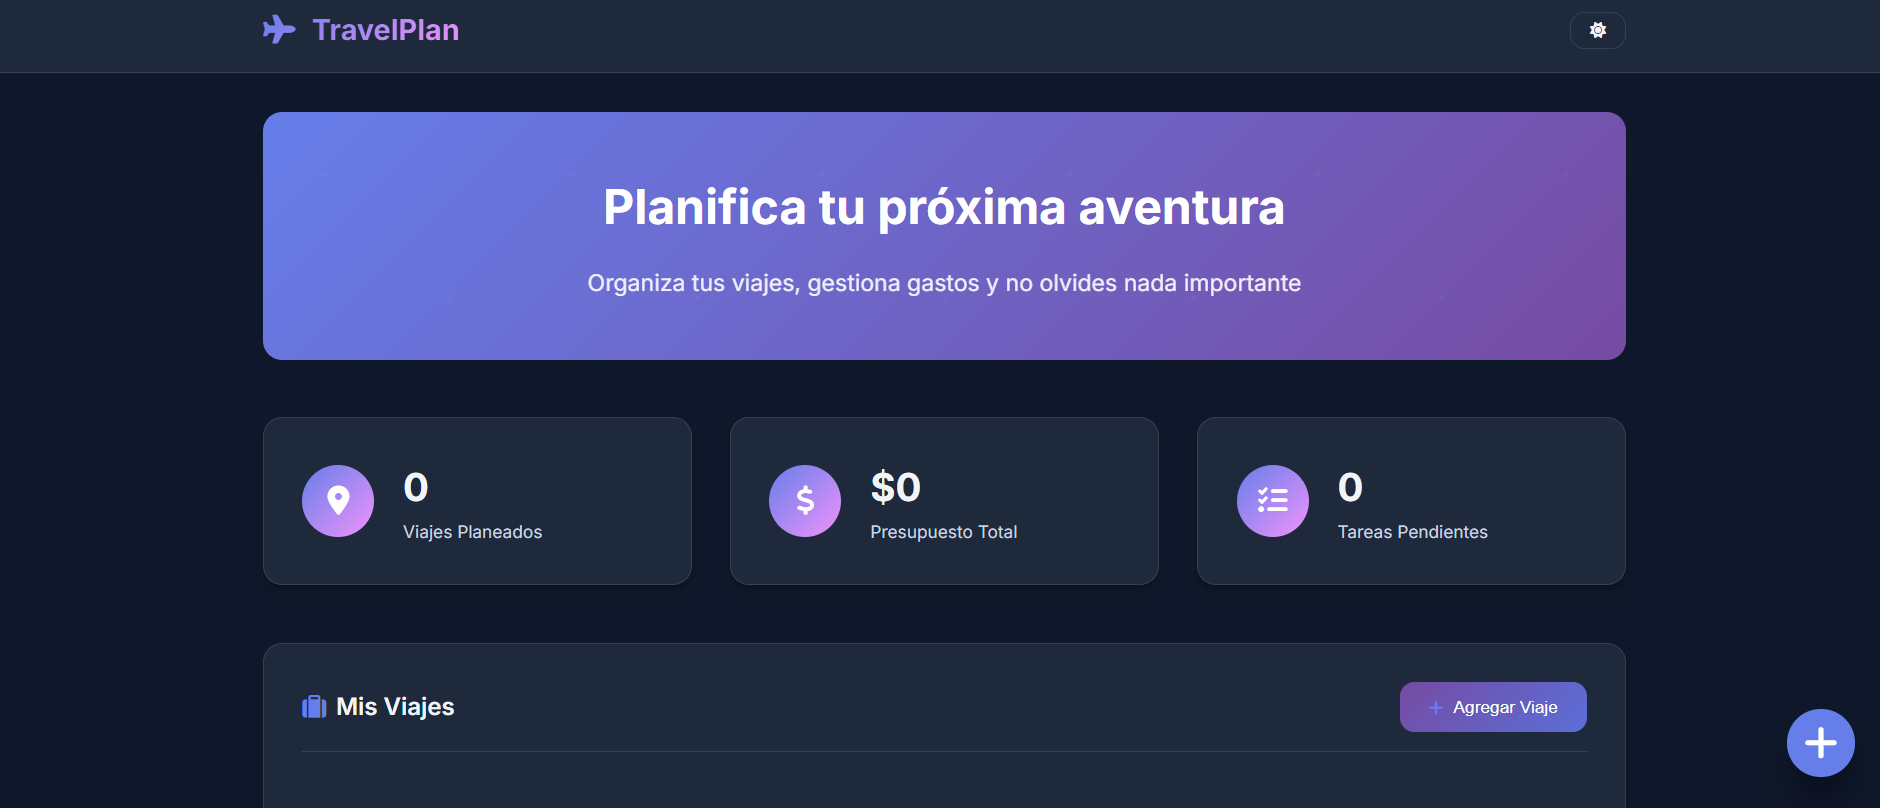 TravelPlan
Planifica tu próxima aventura
Organiza tus viajes, gestiona gastos y no olvides nada importante
0
Viajes Planeados
$0
Presupuesto Total
0
Tareas Pendientes
Mis Viajes
Agregar Viaje